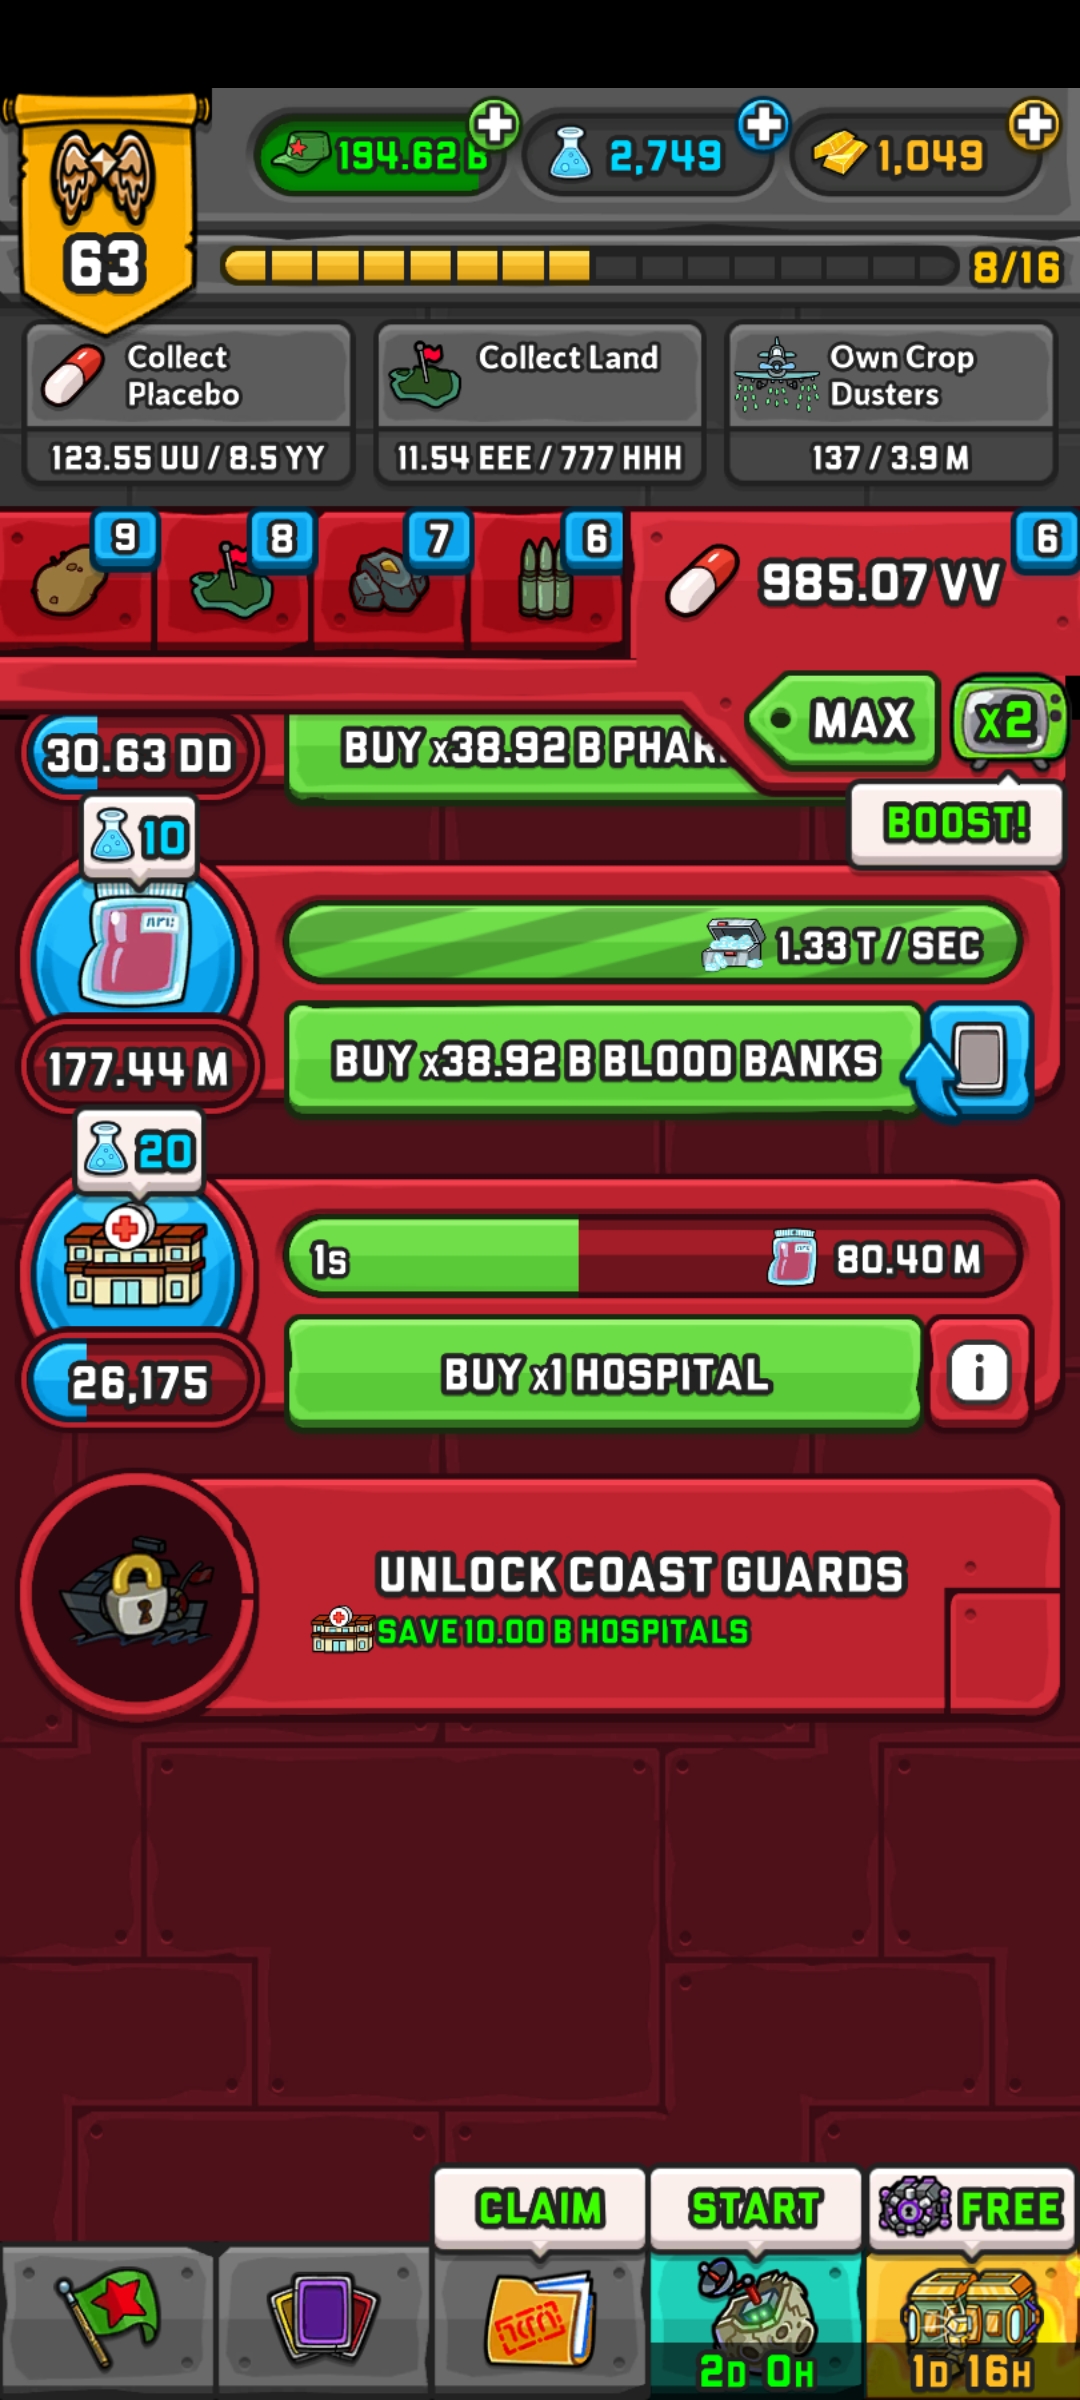 194.62 B
2,749
1,049
63
8/16
Collect
Placebo
123.55 UU / 8.5 YY
Collect Land
11.54 EEE / 777 HHH
Own Crop
Dusters
137 / 3.9 M
9
8
7
6
985.07 VV
6
MAX
x2
BOOST!
30.63 DD
BUY x38.92 B PHAR
10
1.33 T / SEC
177.44 M
BUY x38.92 B BLOOD BANKS
20
1s
80.40 M
26,175
BUY x1 HOSPITAL
i
UNLOCK COAST GUARDS
SAVE 10.00 B HOSPITALS
CLAIM
START
FREE
2D 0H
1D 16H